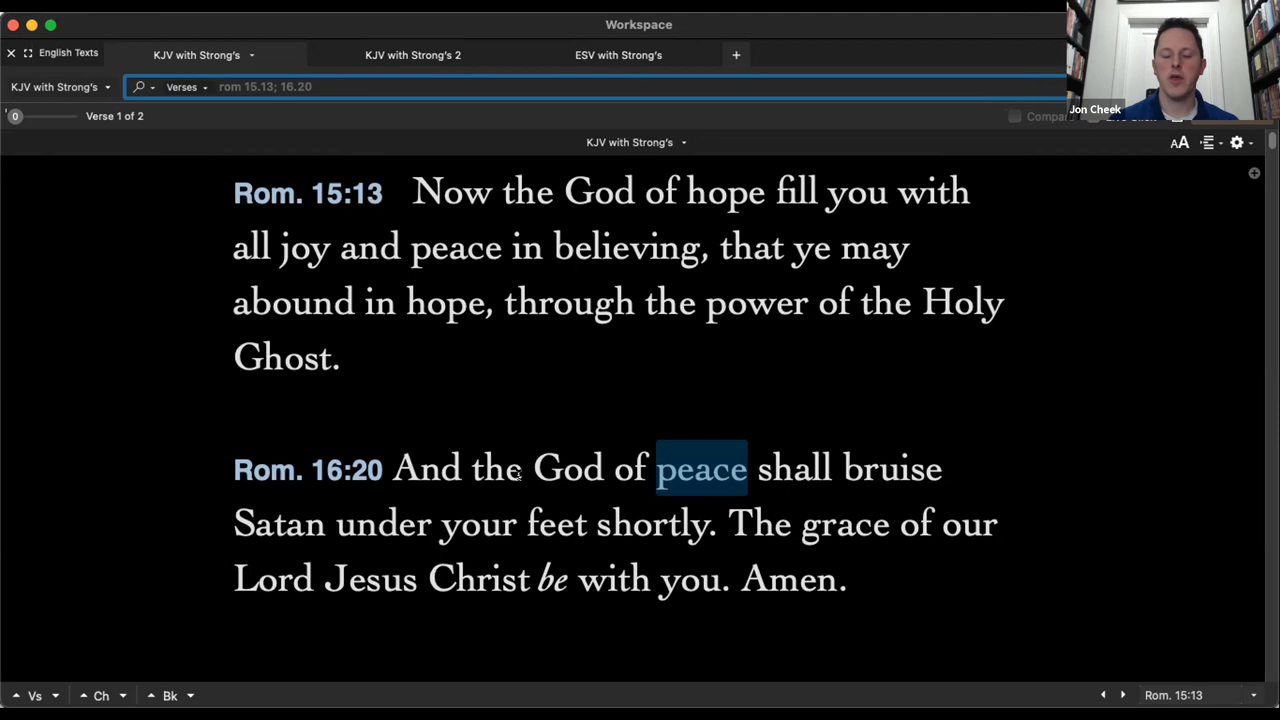 Workspace
English Texts
KJV with Strong's
KJV with Strong's 2
ESV with Strong's
+
KJV with Strong's
Verses
rom 15.13; 16.20
Jon Cheek
0
Verse 1 of 2
KJV with Strong's
AA
Rom. 15:13 Now the God of hope fill you with
all joy and peace in believing, that ye may
abound in hope, through the power of the Holy
Ghost.
Rom. 16:20 And the God of peace shall bruise
Satan under your feet shortly. The grace of our
Lord Jesus Christ be with you. Amen.
Vs
Ch
Bk
Rom. 15:13